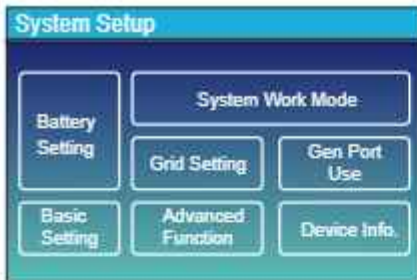 System Setup
Battery
Setting
System Work Mode
Grid Setting
Gen Port
Use
Basic
Setting
Advanced
Function
Device Info.